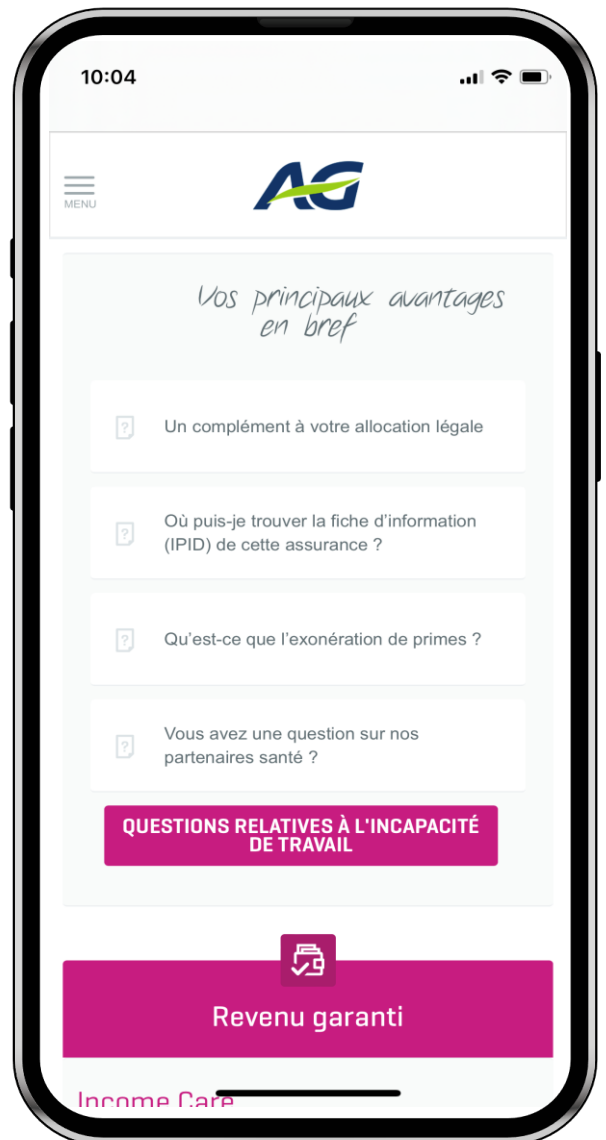 10:04
MENU
AG
Vos principaux avantages
en bref
Un complément à votre allocation légale
Où puis-je trouver la fiche d'information
(IPID) de cette assurance ?
Qu'est-ce que l'exonération de primes ?
Vous avez une question sur nos
partenaires santé ?
QUESTIONS RELATIVES À L'INCAPACITÉ
DE TRAVAIL
Revenu garanti
Income Care